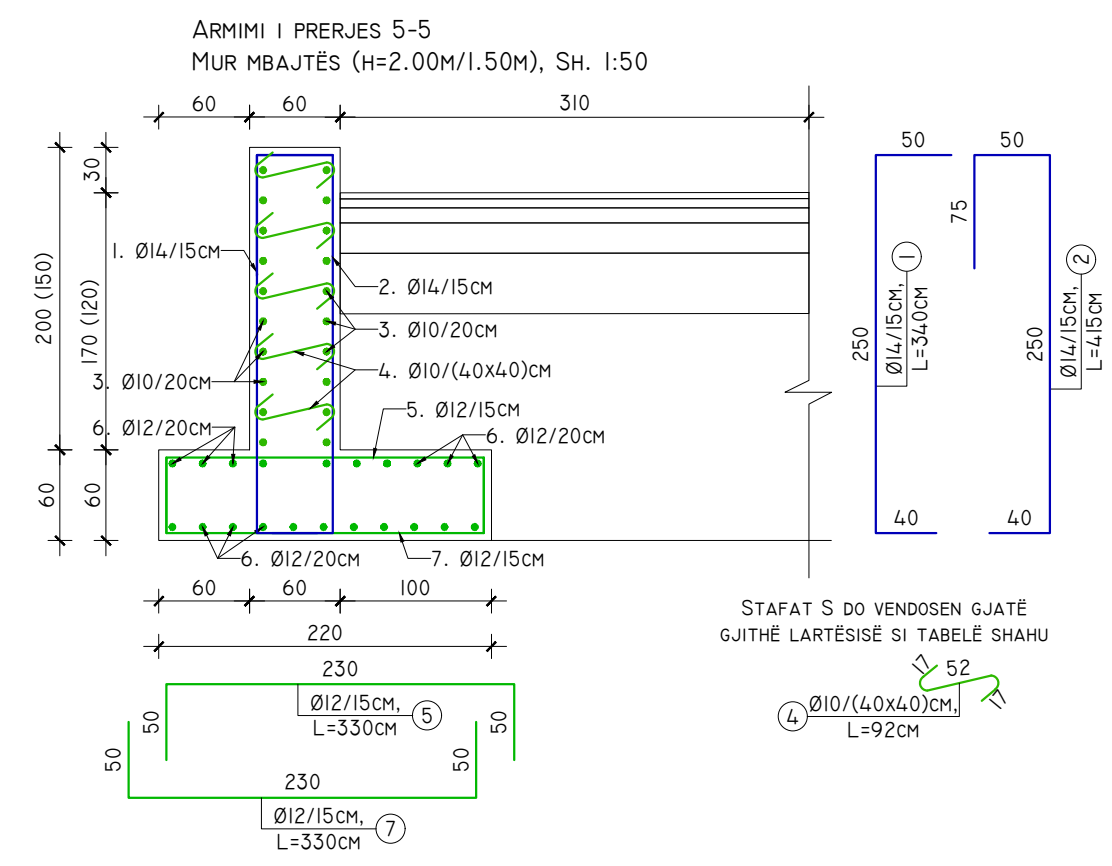 ARMIMI I PRERJES 5-5
MUR MBAJTËS (H=2.00M/1.50M), SH. 1:50
60
60
310
30
200 (150)
170 (120)
60
60
1. Ø14/15CM
2. Ø14/15CM
3. Ø10/20CM
3. Ø10/20CM
4. Ø10/(40X40)CM
5. Ø12/15CM
6. Ø12/20CM
6. Ø12/20CM
6. Ø12/20CM
7. Ø12/15CM
60
60
100
220
50
250
40
Ø14/15CM,
L=340CM
1
50
75
250
40
Ø14/15CM,
L=415CM
2
STAFAT S DO VENDOSEN GJATË
GJITHË LARTËSISË SI TABELË SHAHU
17
52
17
4
Ø10/(40X40)CM,
L=92CM
230
50
50
Ø12/15CM,
L=330CM
5
230
50
50
Ø12/15CM,
L=330CM
7